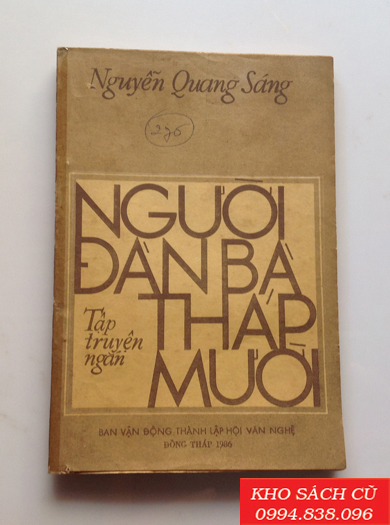 Nguyễn Quang Sáng
276
NGƯỜI
ĐÀN BÀ
THÁP
MƯỜI
Tập
truyện
ngắn
BAN VẬN ĐỘNG THÀNH LẬP HỘI VĂN NGHỆ
ĐỒNG THÁP 1986
KHO SÁCH CŨ
0994.838.096